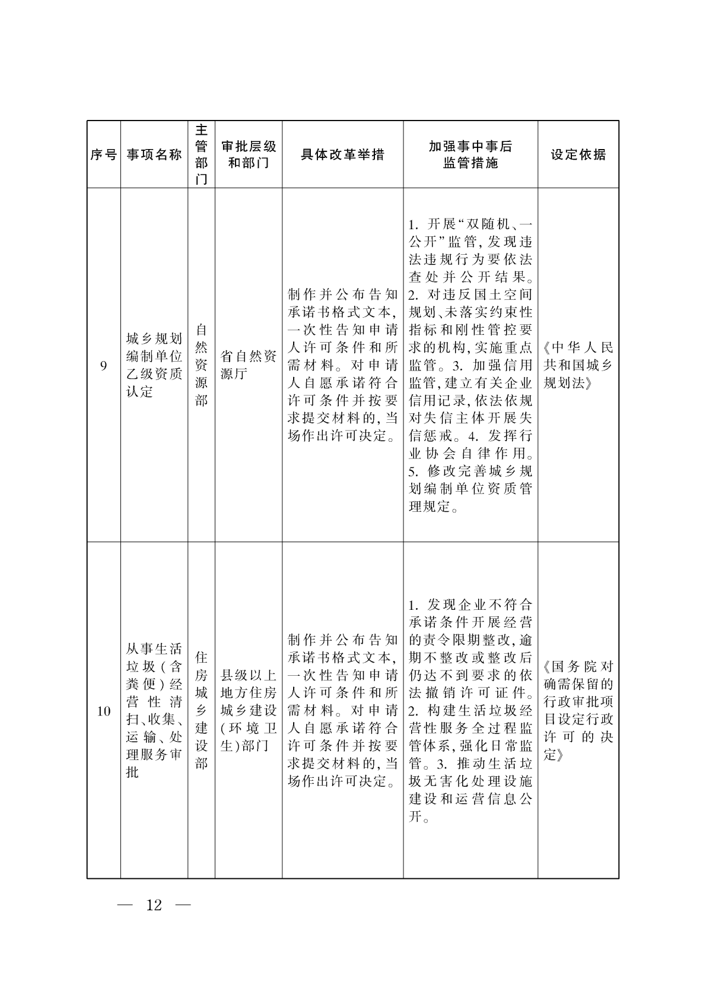 序号
事项名称
主
管
部
门
审批层级
和部门
具体改革举措
加强事中事后
监管措施
设定依据
9
城乡规划
编制单位
乙级资质
认定
自
然
资
源
部
省自然资
源厅
制作并公布告知
承诺书格式文本,
一次性告知申请
人许可条件和所
需材料。对申请
人自愿承诺符合
许可条件并按要
求提交材料的,当
场作出许可决定。
1. 开展“双随机、一
公开”监管,发现违
法违规行为要依法
查处并公开结果。
2. 对违反国土空间
规划、未落实约束性
指标和刚性管控要
求的机构,实施重点
监管。3. 加强信用
监管,建立有关企业
信用记录,依法依规
对失信主体开展失
信惩戒。4. 发挥行
业协会自律作用。
5. 修改完善城乡规
划编制单位资质管
理规定。
《中华人民
共和国城乡
规划法》
10
从事生活
垃圾(含
粪便)经
营性清
扫、收集、
运输、处
理服务审
批
住
房
城
乡
建
设
部
县级以上
地方住房
城乡建设
(环境卫
生)部门
制作并公布告知
承诺书格式文本,
一次性告知申请
人许可条件和所
需材料。对申请
人自愿承诺符合
许可条件并按要
求提交材料的,当
场作出许可决定。
1. 发现企业不符合
承诺条件开展经营
的责令限期整改,逾
期不整改或整改后
仍达不到要求的依
法撤销许可证件。
2. 构建生活垃圾经
营性服务全过程监
管体系,强化日常监
管。3. 推动生活垃
圾无害化处理设施
建设和运营信息公
开。
《国务院对
确需保留的
行政审批项
目设定行政
许可的决
定》
— 12 —